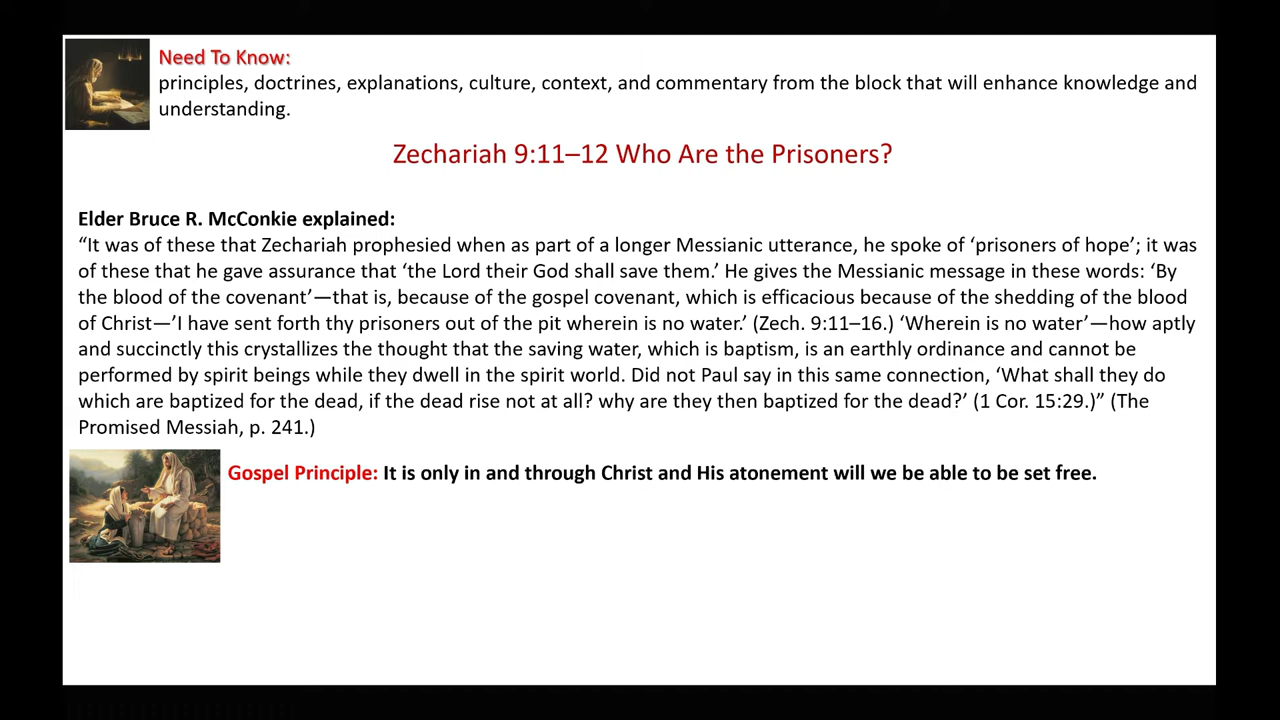 Need To Know:
principles, doctrines, explanations, culture, context, and commentary from the block that will enhance knowledge and
understanding.
Zechariah 9:11–12 Who Are the Prisoners?
Elder Bruce R. McConkie explained:
“It was of these that Zechariah prophesied when as part of a longer Messianic utterance, he spoke of ‘prisoners of hope’; it was
of these that he gave assurance that ‘the Lord their God shall save them.’ He gives the Messianic message in these words: ‘By
the blood of the covenant’—that is, because of the gospel covenant, which is efficacious because of the shedding of the blood
of Christ—’I have sent forth thy prisoners out of the pit wherein is no water.’ (Zech. 9:11–16.) ‘Wherein is no water’—how aptly
and succinctly this crystallizes the thought that the saving water, which is baptism, is an earthly ordinance and cannot be
performed by spirit beings while they dwell in the spirit world. Did not Paul say in this same connection, ‘What shall they do
which are baptized for the dead, if the dead rise not at all? why are they then baptized for the dead?’ (1 Cor. 15:29.)” (The
Promised Messiah, p. 241.)
Gospel Principle: It is only in and through Christ and His atonement will we be able to be set free.